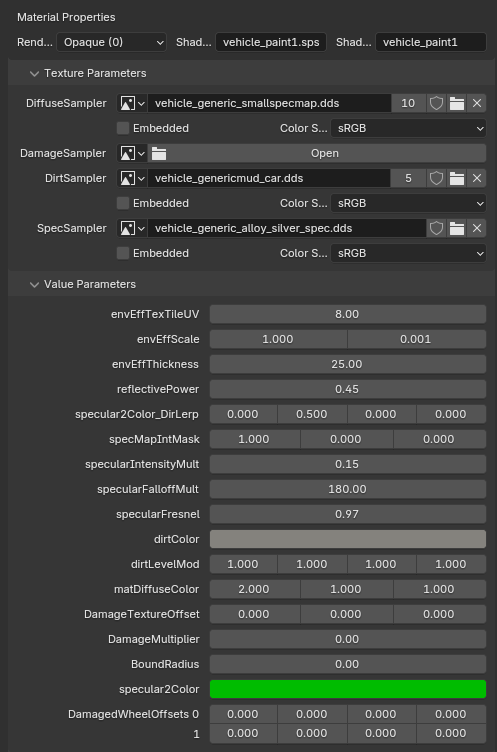 Material Properties
Rend... Opaque (0) Shad... vehicle_paint1.sps Shad... vehicle_paint1
Texture Parameters
DiffuseSampler vehicle_generic_smallspecmap.dds 10
Embedded Color S... sRGB
DamageSampler Open
DirtSampler vehicle_genericmud_car.dds 5
Embedded Color S... sRGB
SpecSampler vehicle_generic_alloy_silver_spec.dds
Embedded Color S... sRGB
Value Parameters
envEffTexTileUV 8.00
envEffScale 1.000 0.001
envEffThickness 25.00
reflectivePower 0.45
specular2Color_DirLerp 0.000 0.500 0.000 0.000
specMapIntMask 1.000 0.000 0.000
specularIntensityMult 0.15
specularFalloffMult 180.00
specularFresnel 0.97
dirtColor
dirtLevelMod 1.000 1.000 1.000 1.000
matDiffuseColor 2.000 1.000 1.000
DamageTextureOffset 0.000 0.000 0.000
DamageMultiplier 0.00
BoundRadius 0.00
specular2Color
DamagedWheelOffsets 0 0.000 0.000 0.000 0.000
1 0.000 0.000 0.000 0.000